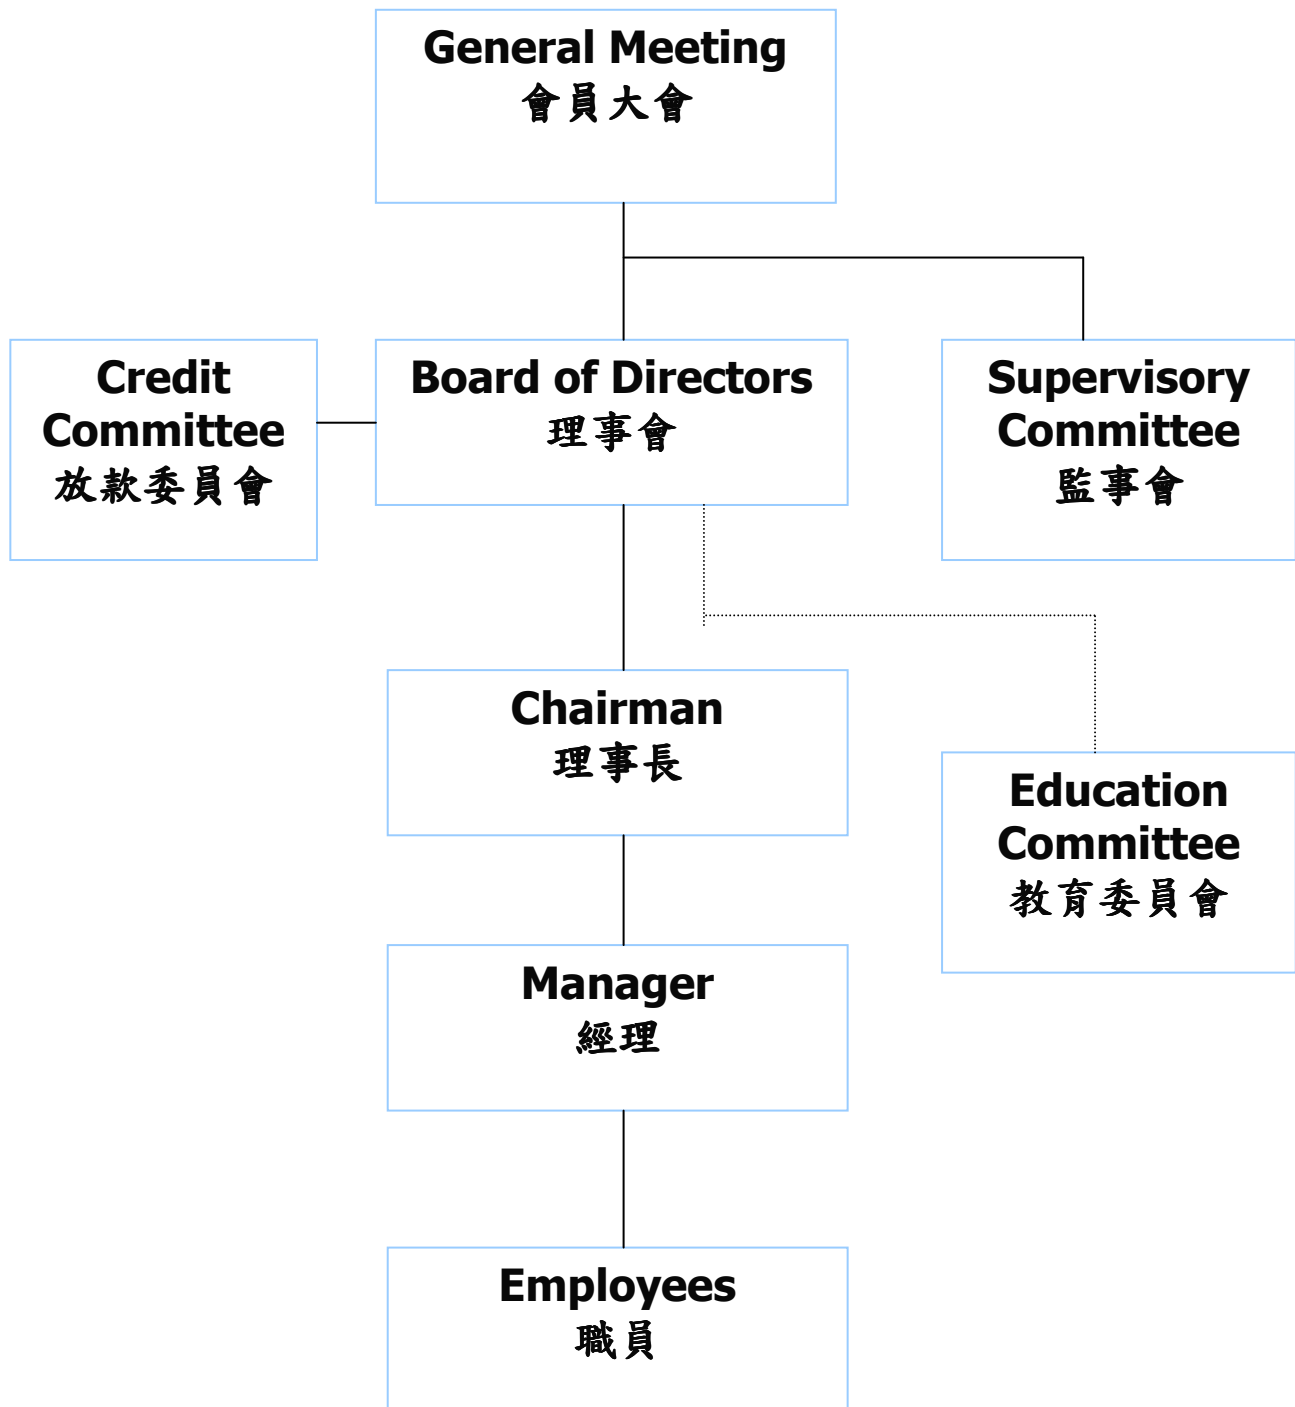 General Meeting
會員大會
Credit
Committee
放款委員會
Board of Directors
理事會
Supervisory
Committee
監事會
Chairman
理事長
Education
Committee
教育委員會
Manager
經理
Employees
職員